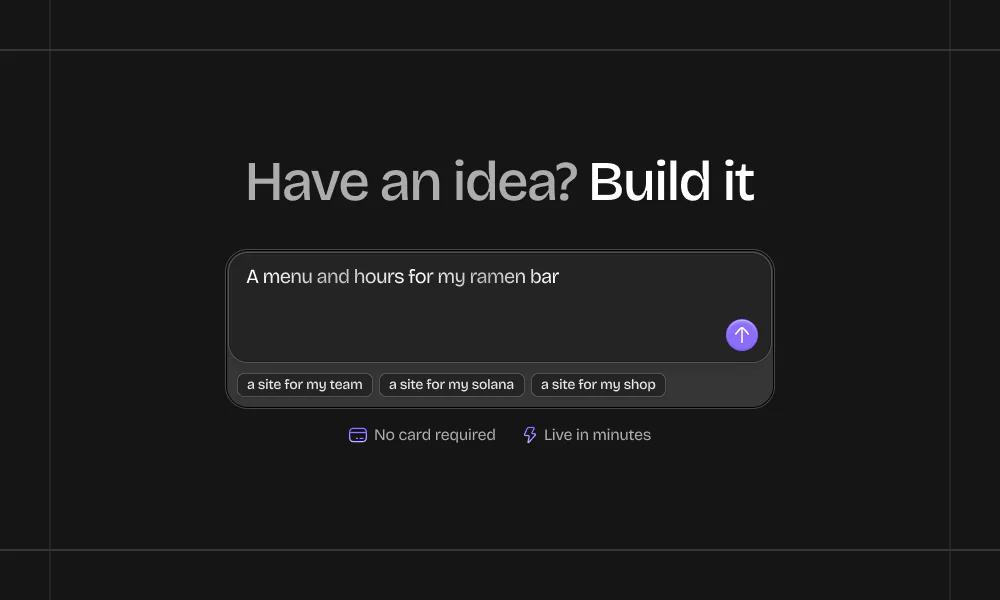 Have an idea? Build it
A menu and hours for my ramen bar
a site for my team
a site for my solana
a site for my shop
No card required
Live in minutes